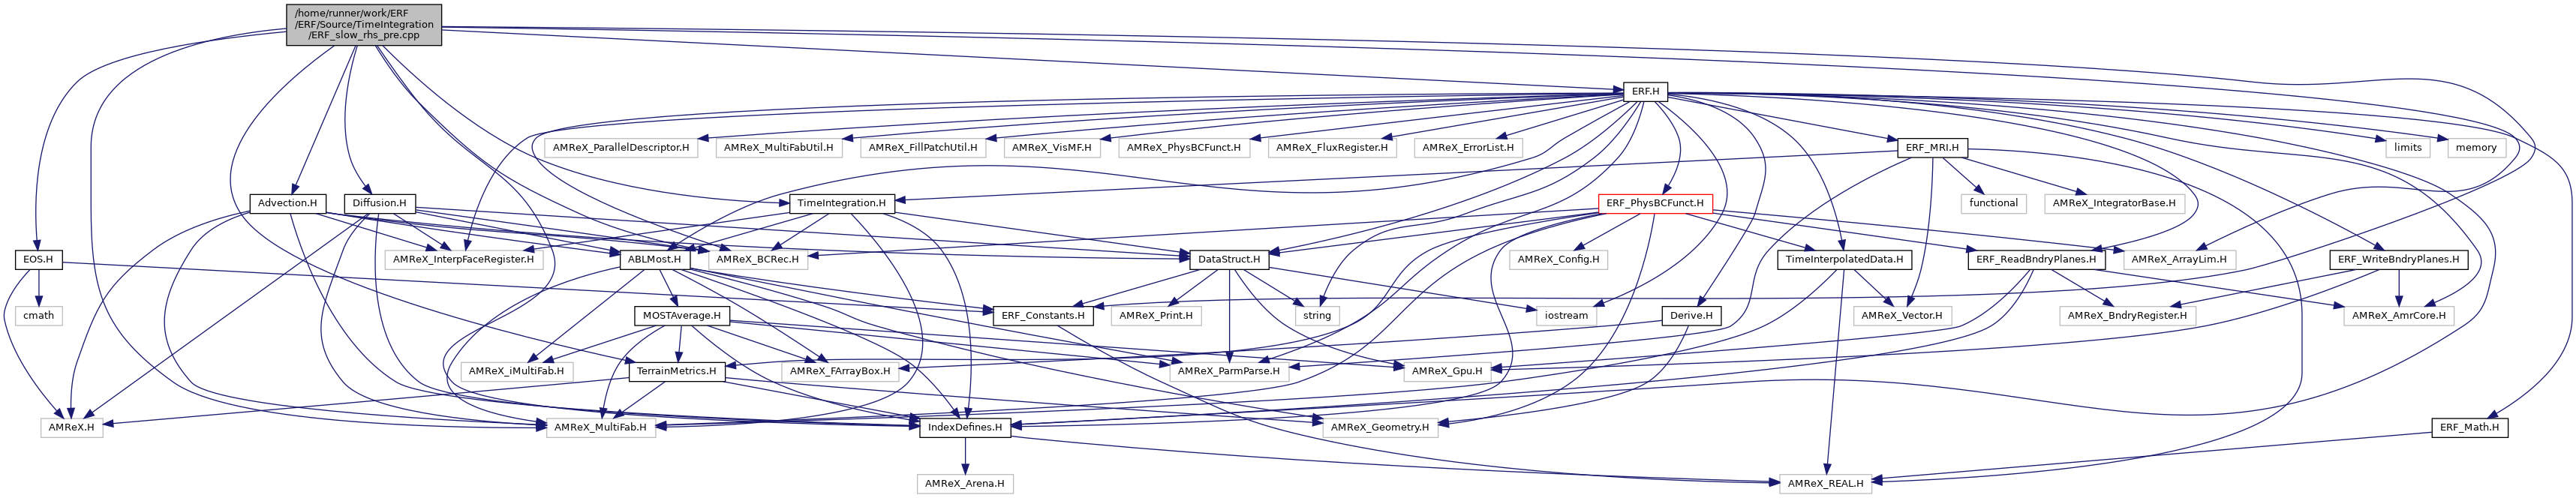 /home/runner/work/ERF
/ERF/Source/TimeIntegration
/ERF_slow_rhs_pre.cpp
ERF.H
AMReX_ParallelDescriptor.H
AMReX_MultiFabUtil.H
AMReX_FillPatchUtil.H
AMReX_VisMF.H
AMReX_PhysBCFunct.H
AMReX_FluxRegister.H
AMReX_ErrorList.H
ERF_MRI.H
limits
memory
Advection.H
Diffusion.H
TimeIntegration.H
ERF_PhysBCFunct.H
functional
AMReX_IntegratorBase.H
EOS.H
AMReX_InterpFaceRegister.H
ABLMost.H
AMReX_BCRec.H
DataStruct.H
AMReX_Config.H
TimeInterpolatedData.H
ERF_ReadBndryPlanes.H
AMReX_ArrayLim.H
ERF_WriteBndryPlanes.H
cmath
MOSTAverage.H
ERF_Constants.H
AMReX_Print.H
string
iostream
Derive.H
AMReX_Vector.H
AMReX_BndryRegister.H
AMReX_AmrCore.H
AMReX_iMultiFab.H
TerrainMetrics.H
AMReX_FArrayBox.H
AMReX_ParmParse.H
AMReX_Gpu.H
AMReX.H
AMReX_MultiFab.H
IndexDefines.H
AMReX_Geometry.H
ERF_Math.H
AMReX_Arena.H
AMReX_REAL.H